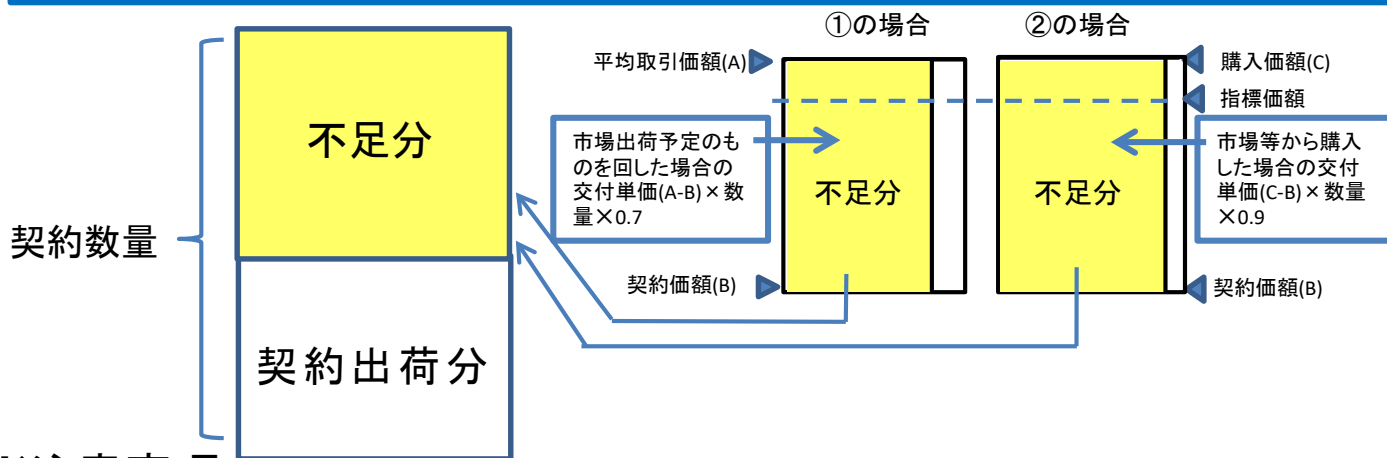 ①の場合
②の場合
平均取引価額(A)
購入価額(C)
指標価額
不足分
市場出荷予定のも
のを回した場合の
交付単価(A-B)×数
量×0.7
不足分
不足分
市場等から購入
した場合の交付
単価(C-B)×数量
×0.9
契約数量
契約価額(B)
契約価額(B)
契約出荷分